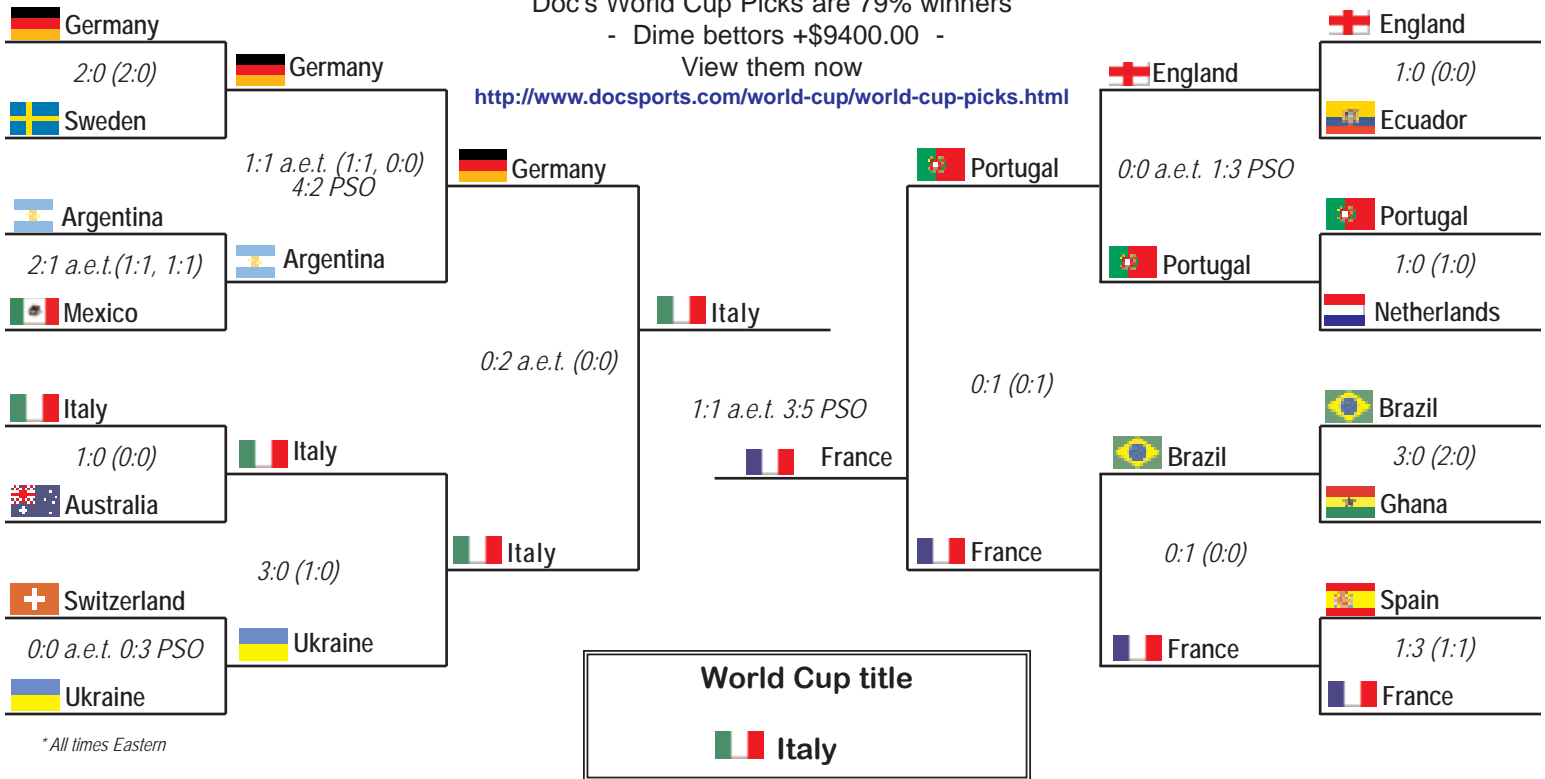 Doc's World Cup Picks are 79% winners
- Dime bettors +$9400.00 -
View them now
http://www.docsports.com/world-cup/world-cup-picks.html
Germany
2:0 (2:0)
Sweden
Argentina
2:1 a.e.t.(1:1, 1:1)
Mexico
Italy
1:0 (0:0)
Australia
Switzerland
0:0 a.e.t. 0:3 PSO
Ukraine
* All times Eastern
Germany
1:1 a.e.t. (1:1, 0:0)
4:2 PSO
Argentina
Italy
3:0 (1:0)
Ukraine
Germany
0:2 a.e.t. (0:0)
Italy
Italy
1:1 a.e.t. 3:5 PSO
France
World Cup title
Italy
Portugal
0:1 (0:1)
France
England
0:0 a.e.t. 1:3 PSO
Portugal
Brazil
0:1 (0:0)
France
England
1:0 (0:0)
Ecuador
Portugal
1:0 (1:0)
Netherlands
Brazil
3:0 (2:0)
Ghana
Spain
1:3 (1:1)
France